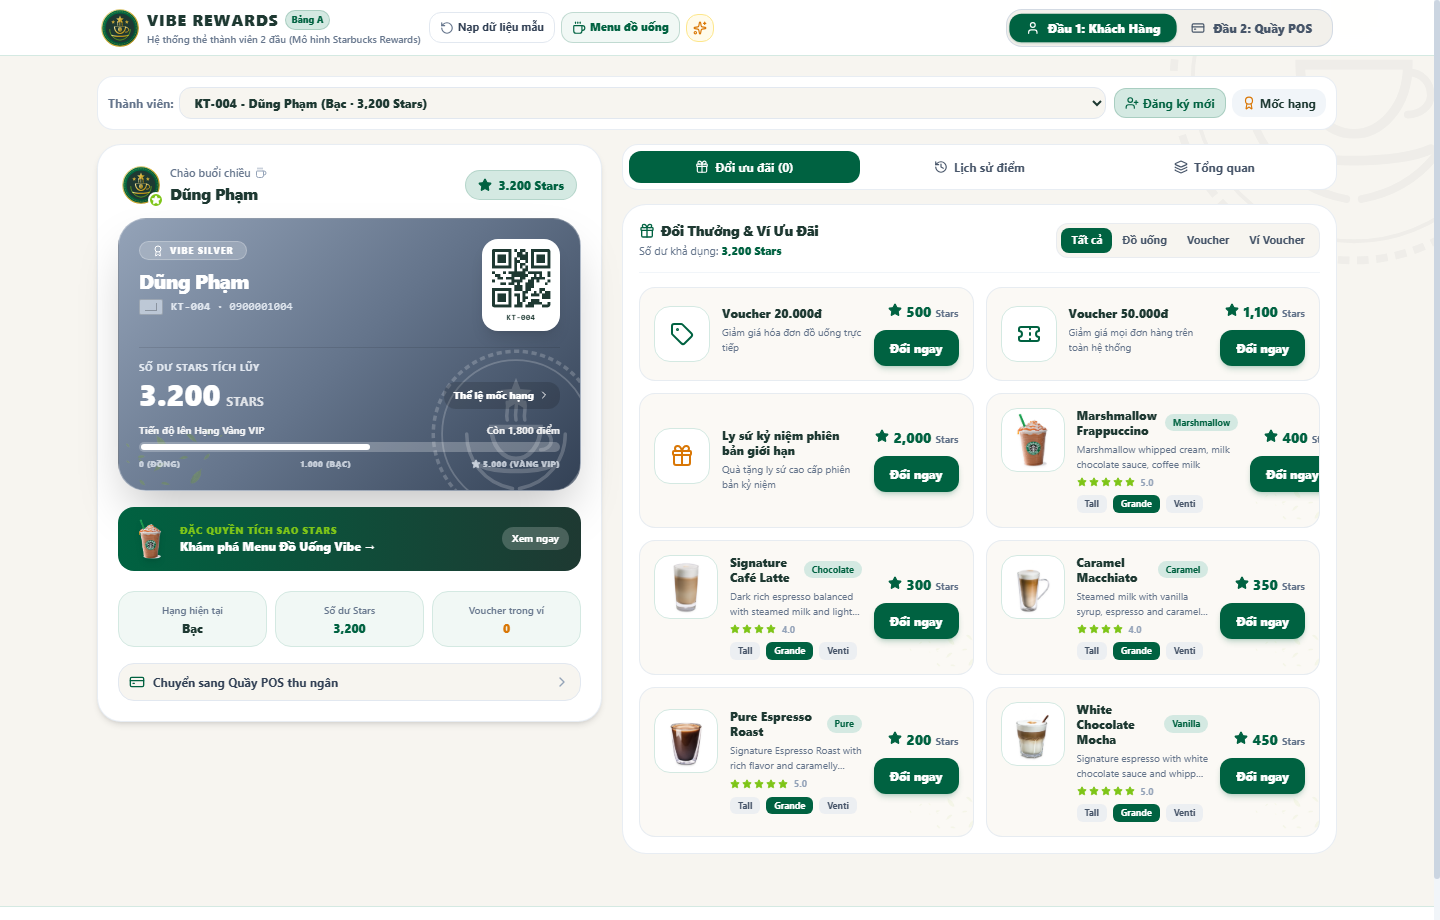 VIBE REWARDS
Bảng A
Hệ thống thẻ thành viên 2 đầu (Mô hình Starbucks Rewards)
Nạp dữ liệu mẫu
Menu đồ uống
Đầu 1: Khách Hàng
Đầu 2: Quầy POS
Thành viên:
KT-004 - Dũng Phạm (Bạc · 3,200 Stars)
Đăng ký mới
Mốc hạng
Chào buổi chiều
Dũng Phạm
3.200 Stars
VIBE SILVER
Dũng Phạm
KT-004 · 0900001004
KT-004
SỐ DƯ STARS TÍCH LŨY
3.200 STARS
Thể lệ mốc hạng
Tiến độ lên Hạng Vàng VIP
Còn 1,800 điểm
0 (ĐỒNG)
1.000 (BẠC)
5.000 (VÀNG VIP)
ĐẶC QUYỀN TÍCH SAO STARS
Khám phá Menu Đồ Uống Vibe →
Xem ngay
Hạng hiện tại
Bạc
Số dư Stars
3,200
Voucher trong ví
0
Chuyển sang Quầy POS thu ngân
Đổi ưu đãi (0)
Lịch sử điểm
Tổng quan
Đổi Thưởng & Ví Ưu Đãi
Số dư khả dụng: 3,200 Stars
Tất cả
Đồ uống
Voucher
Ví Voucher
Voucher 20.000đ
Giảm giá hóa đơn đồ uống trực
tiếp
500 Stars
Đổi ngay
Voucher 50.000đ
Giảm giá mọi đơn hàng trên
toàn hệ thống
1,100 Stars
Đổi ngay
Ly sứ kỷ niệm phiên
bản giới hạn
Quà tặng ly sứ cao cấp phiên
bản kỷ niệm
2,000 Stars
Đổi ngay
Marshmallow
Frappuccino
Marshmallow
Marshmallow whipped cream, milk
chocolate sauce, coffee milk
5.0
Tall
Grande
Venti
400 St
Đổi ngay
Signature
Café Latte
Chocolate
Dark rich espresso balanced
with steamed milk and light...
4.0
Tall
Grande
Venti
300 Stars
Đổi ngay
Caramel
Macchiato
Caramel
Steamed milk with vanilla
syrup, espresso and caramel...
4.0
Tall
Grande
Venti
350 Stars
Đổi ngay
Pure Espresso
Roast
Pure
Signature Espresso Roast with
rich flavor and caramelly...
5.0
Tall
Grande
Venti
200 Stars
Đổi ngay
White
Chocolate
Mocha
Vanilla
Signature espresso with white
chocolate sauce and whipp...
5.0
Tall
Grande
Venti
450 Stars
Đổi ngay